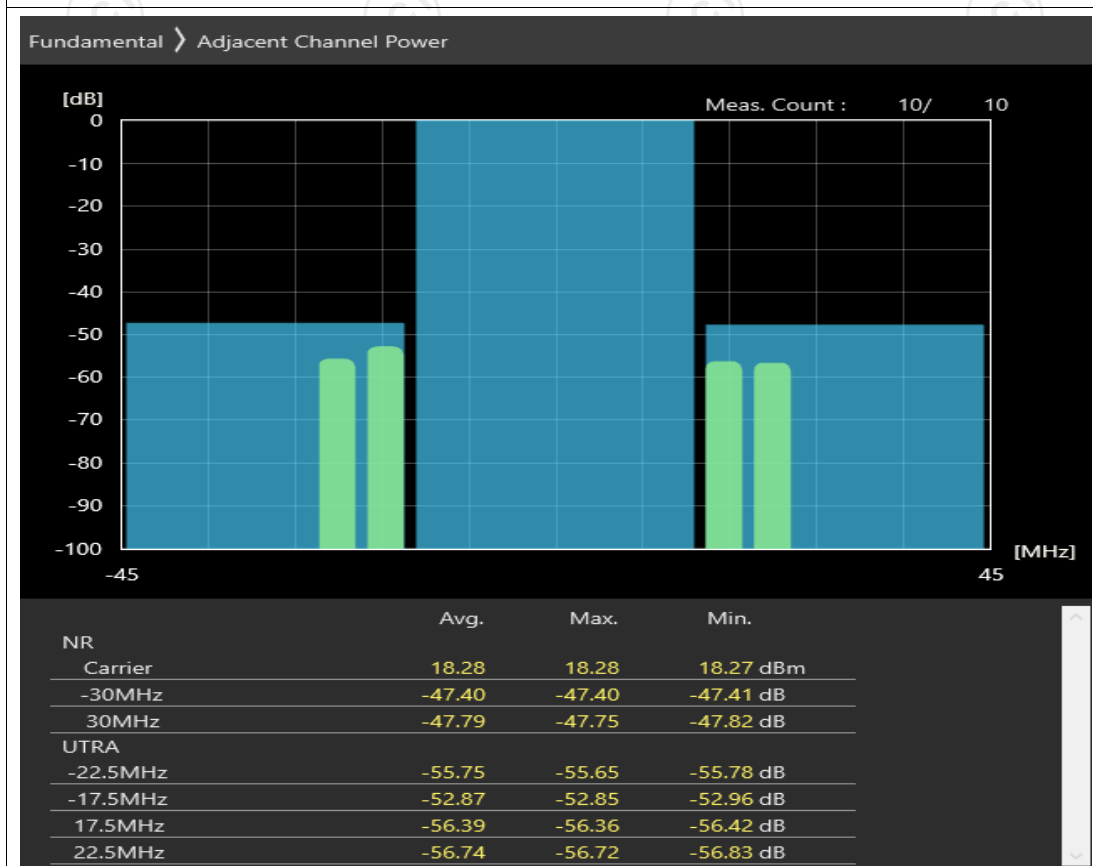 Fundamental 〉 Adjacent Channel Power
[dB]
Meas. Count : 10/ 10
0
-10
-20
-30
-40
-50
-60
-70
-80
-90
-100
[MHz]
-45 45
Avg. Max. Min.
NR
Carrier 18.28 18.28 18.27 dBm
-30MHz -47.40 -47.40 -47.41 dB
30MHz -47.79 -47.75 -47.82 dB
UTRA
-22.5MHz -55.75 -55.65 -55.78 dB
-17.5MHz -52.87 -52.85 -52.96 dB
17.5MHz -56.39 -56.36 -56.42 dB
22.5MHz -56.74 -56.72 -56.83 dB